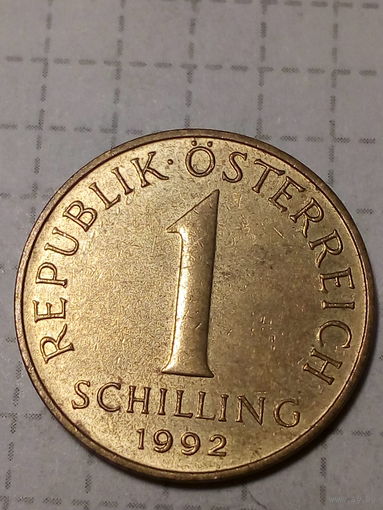 REPUBLIK · ÖSTERREICH
1
SCHILLING
1992